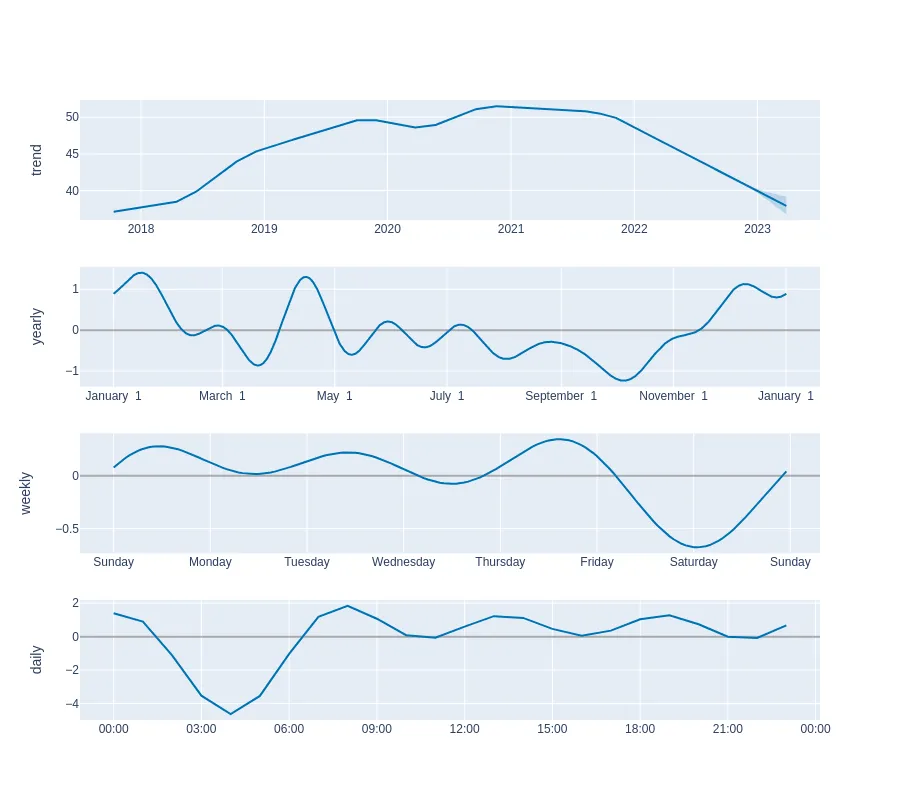 trend
50
45
40
2018 2019 2020 2021 2022 2023
yearly
1
0
−1
January 1 March 1 May 1 July 1 September 1 November 1 January 1
weekly
0
−0.5
Sunday Monday Tuesday Wednesday Thursday Friday Saturday Sunday
daily
2
0
−2
−4
00:00 03:00 06:00 09:00 12:00 15:00 18:00 21:00 00:00